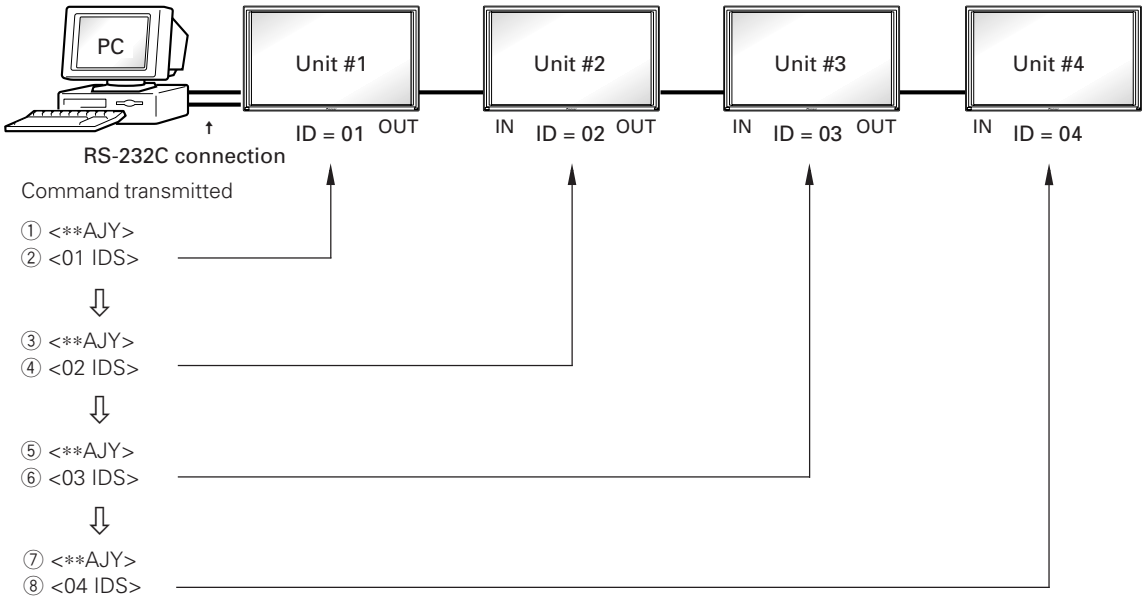 PC
Unit #1
Unit #2
Unit #3
Unit #4
ID = 01 OUT
IN ID = 02 OUT
IN ID = 03 OUT
IN ID = 04
↑
RS-232C connection
Command transmitted
① <**AJY>
② <01 IDS>
⇩
③ <**AJY>
④ <02 IDS>
⇩
⑤ <**AJY>
⑥ <03 IDS>
⇩
⑦ <**AJY>
⑧ <04 IDS>